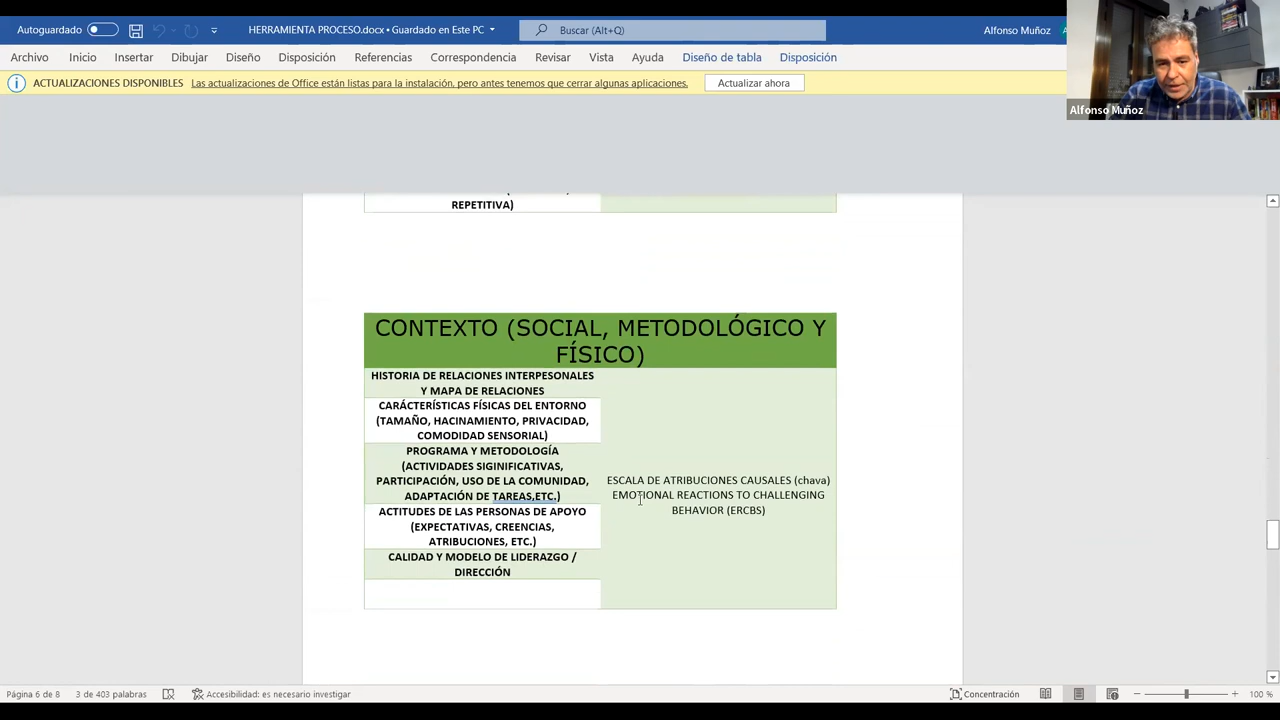 Autoguardado
HERRAMIENTA PROCESO.docx • Guardado en Este PC
Buscar (Alt+Q)
Alfonso Muñoz
Archivo Inicio Insertar Dibujar Diseño Disposición Referencias Correspondencia Revisar Vista Ayuda Diseño de tabla Disposición
ACTUALIZACIONES DISPONIBLES Las actualizaciones de Office están listas para la instalación, pero antes tenemos que cerrar algunas aplicaciones. Actualizar ahora
Alfonso Muñoz
REPETITIVA)
CONTEXTO (SOCIAL, METODOLÓGICO Y
FÍSICO)
HISTORIA DE RELACIONES INTERPESONALES
Y MAPA DE RELACIONES
CARÁCTERÍSTICAS FÍSICAS DEL ENTORNO
(TAMAÑO, HACINAMIENTO, PRIVACIDAD,
COMODIDAD SENSORIAL)
PROGRAMA Y METODOLOGÍA
(ACTIVIDADES SIGINIFICATIVAS,
PARTICIPACIÓN, USO DE LA COMUNIDAD,
ADAPTACIÓN DE TAREAS,ETC.)
ACTITUDES DE LAS PERSONAS DE APOYO
(EXPECTATIVAS, CREENCIAS,
ATRIBUCIONES, ETC.)
CALIDAD Y MODELO DE LIDERAZGO /
DIRECCIÓN
ESCALA DE ATRIBUCIONES CAUSALES (chava)
EMOTIONAL REACTIONS TO CHALLENGING
BEHAVIOR (ERCBS)
Página 6 de 8 3 de 403 palabras Accesibilidad: es necesario investigar Concentración 100 %